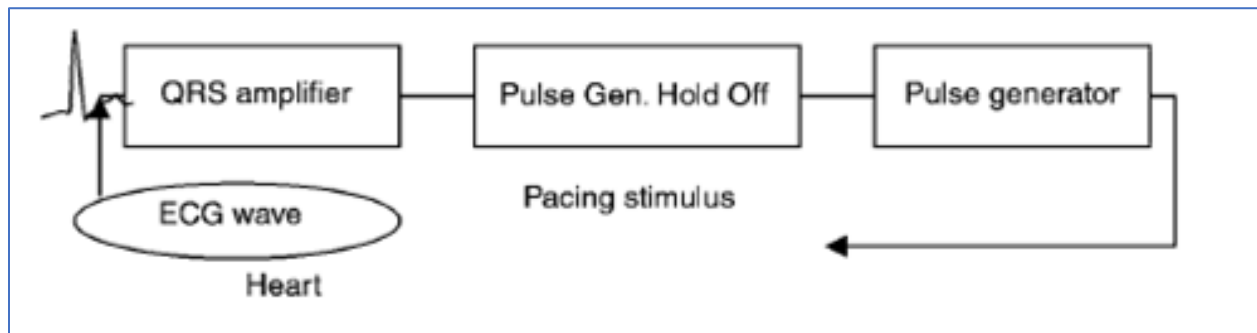 QRS amplifier
Pulse Gen. Hold Off
Pulse generator
ECG wave
Pacing stimulus
Heart